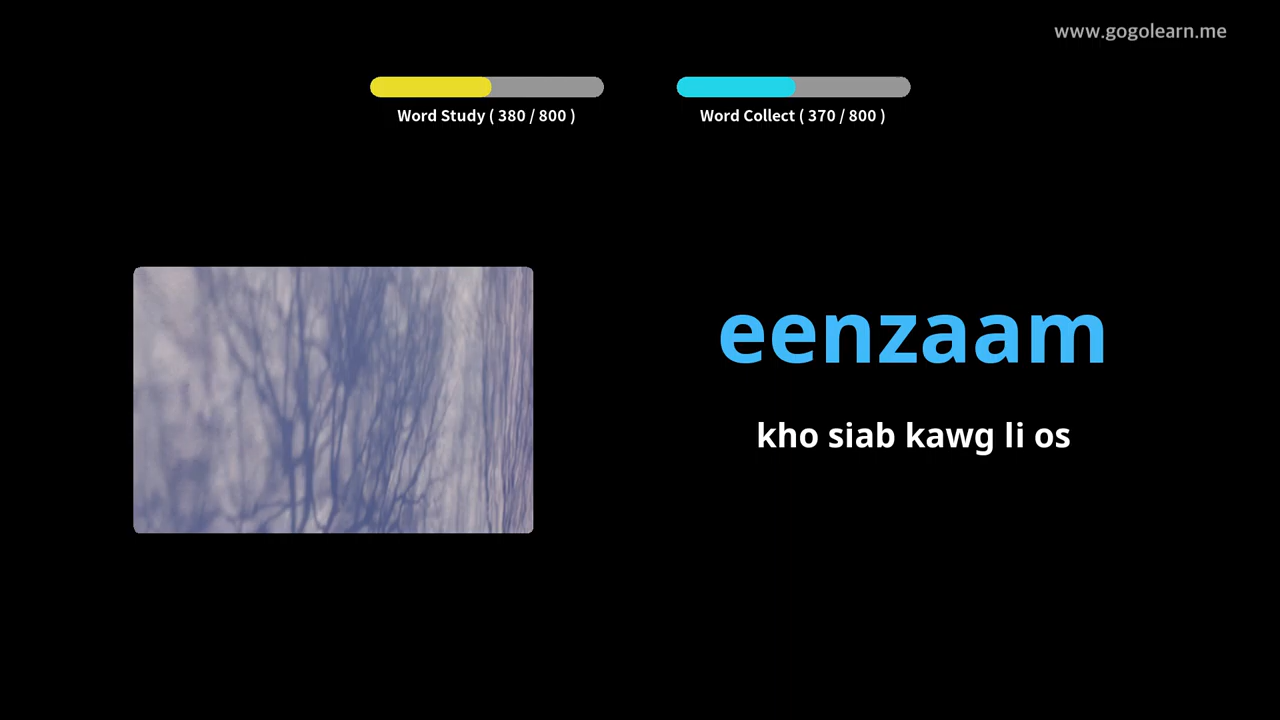 www.gogolearn.me
Word Study ( 380 / 800 )
Word Collect ( 370 / 800 )
eenzaam
kho siab kawg li os